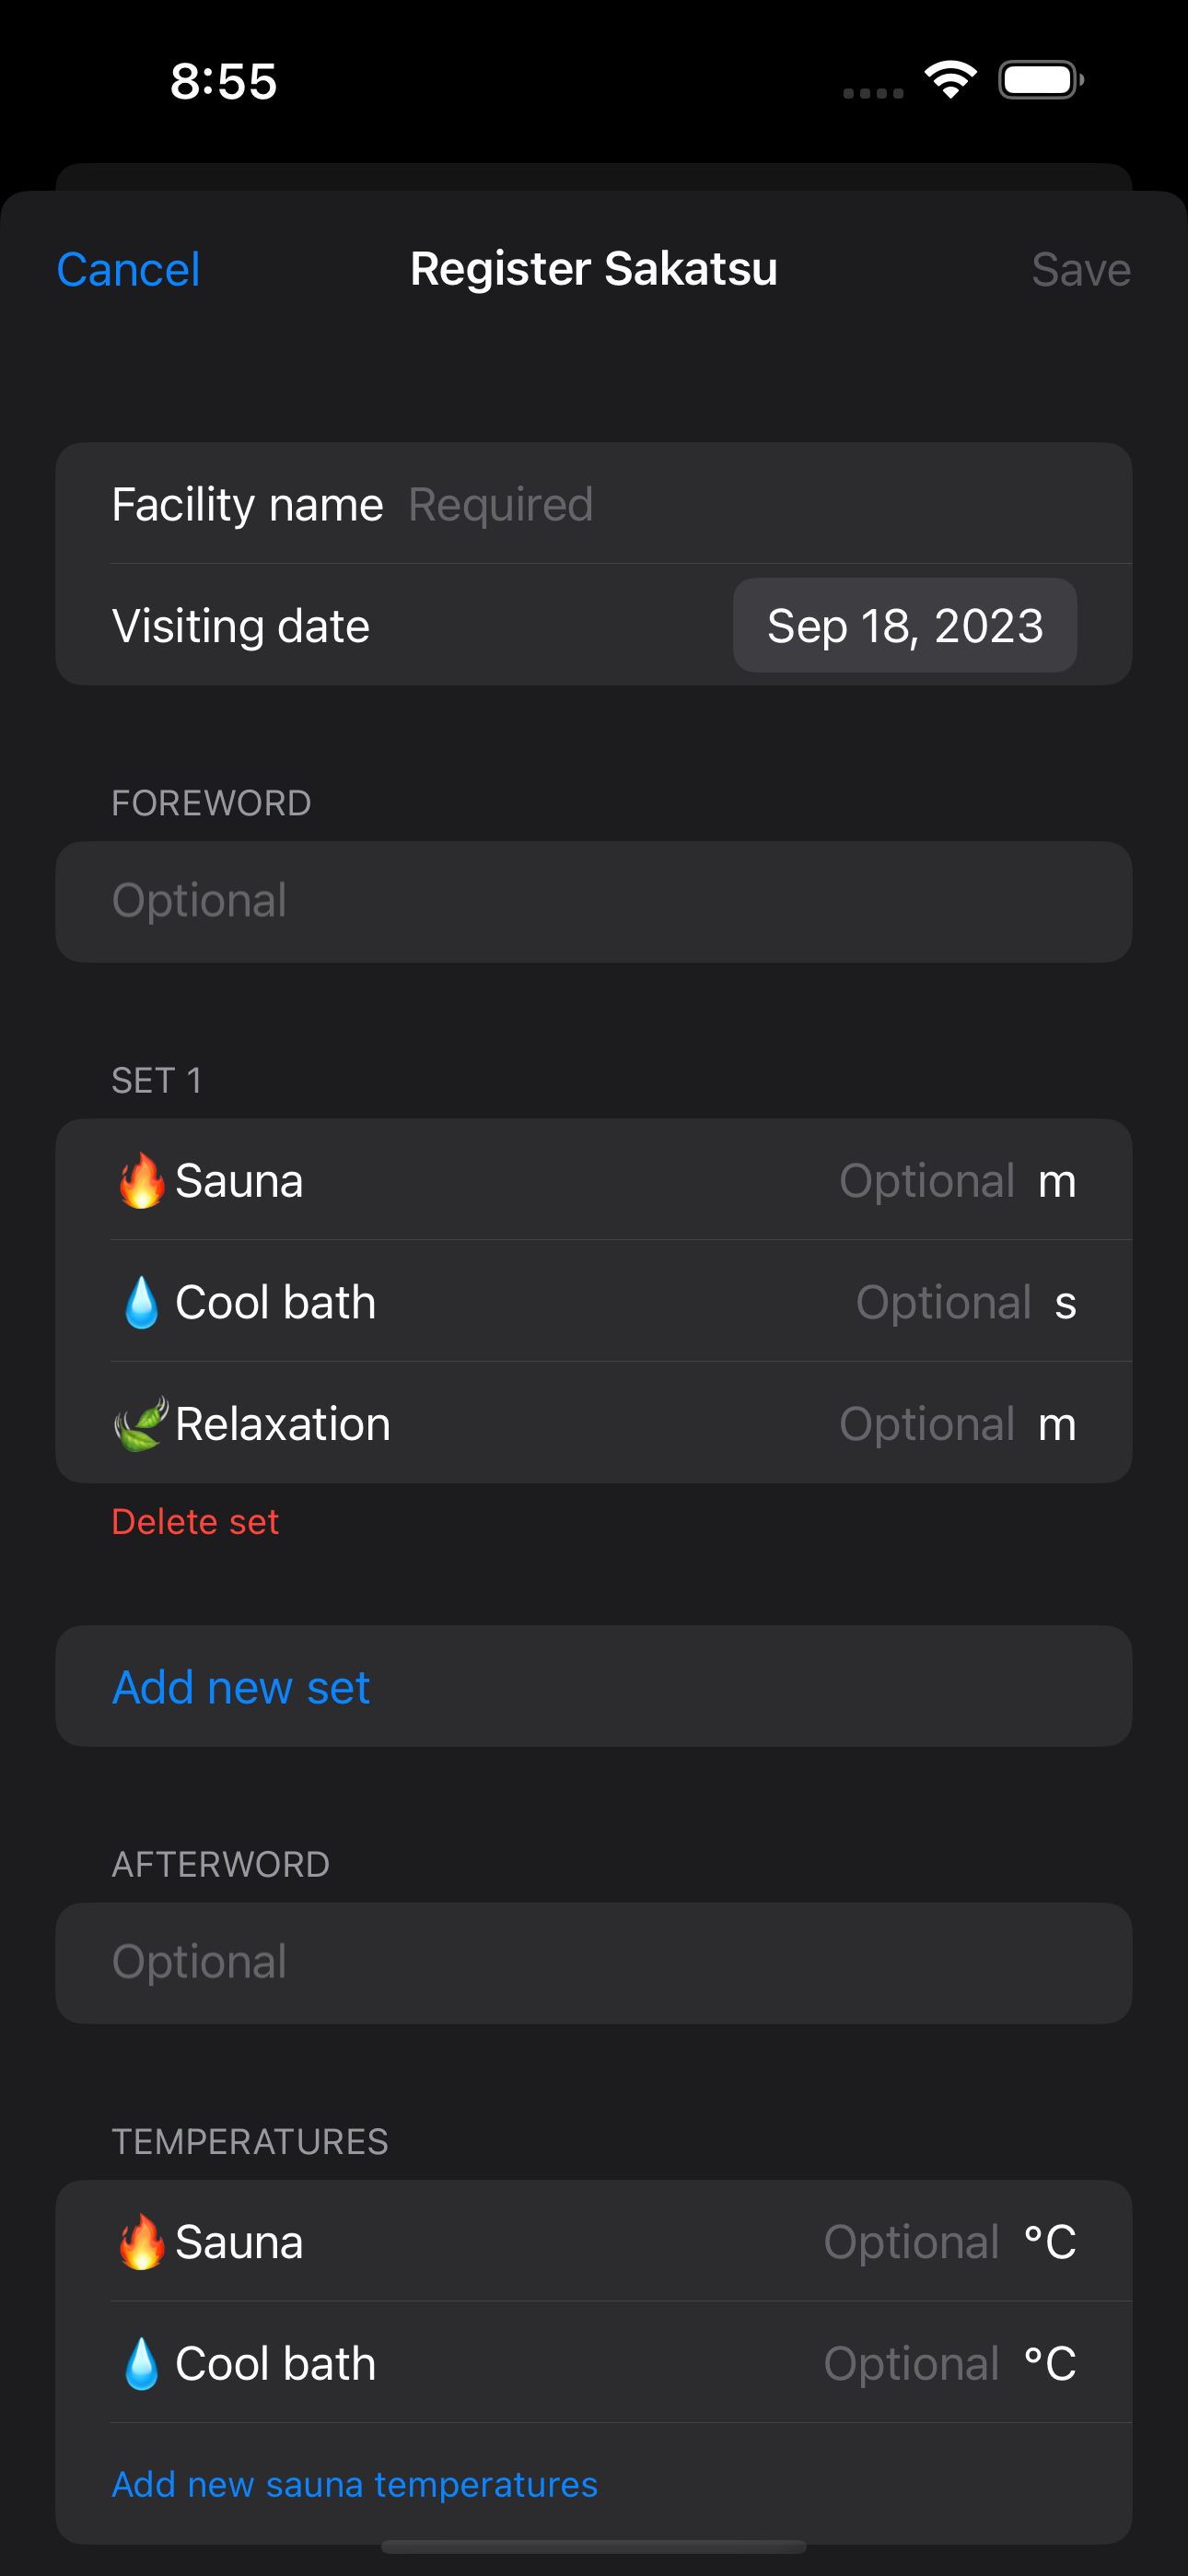 8:55
Cancel Register Sakatsu Save
Facility name Required
Visiting date Sep 18, 2023
FOREWORD
Optional
SET 1
Sauna Optional m
Cool bath Optional s
Relaxation Optional m
Delete set
Add new set
AFTERWORD
Optional
TEMPERATURES
Sauna Optional °C
Cool bath Optional °C
Add new sauna temperatures